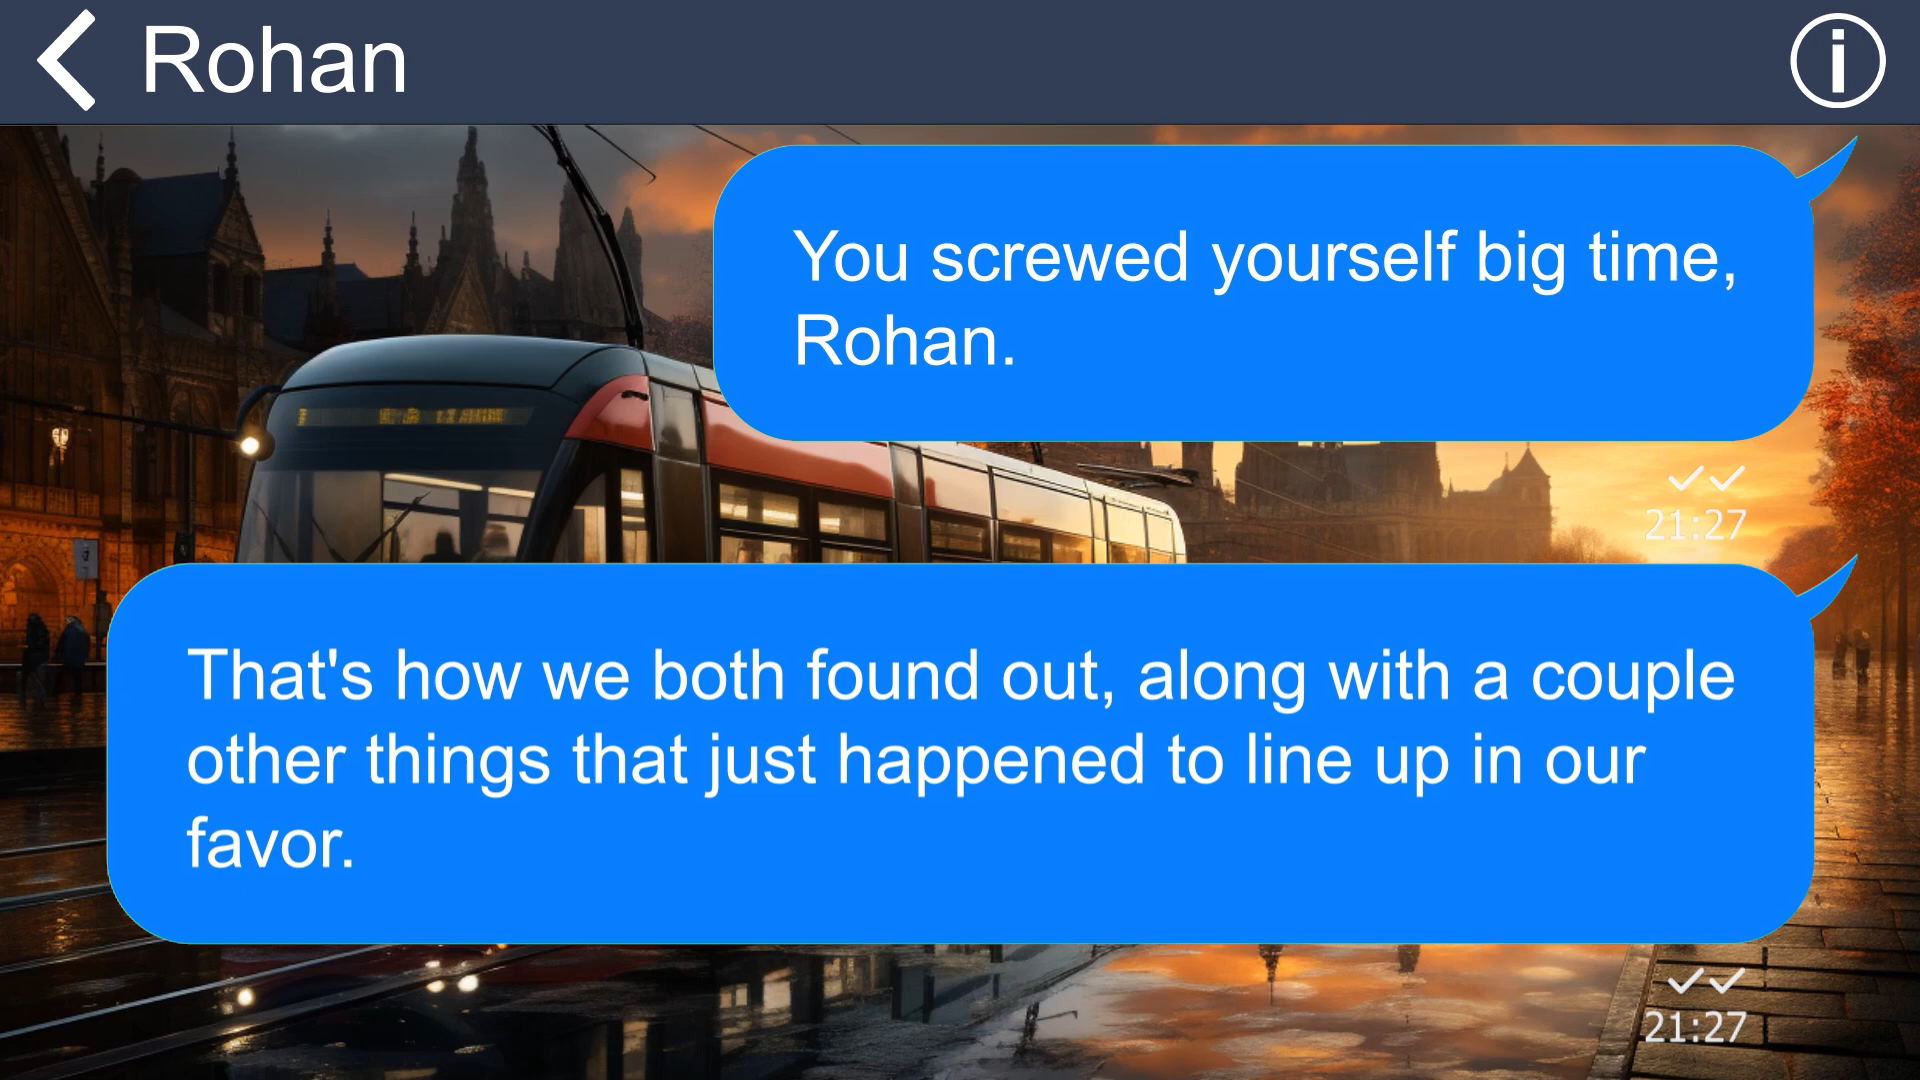 Rohan
You screwed yourself big time,
Rohan.
21:27
That's how we both found out, along with a couple
other things that just happened to line up in our
favor.
21:27